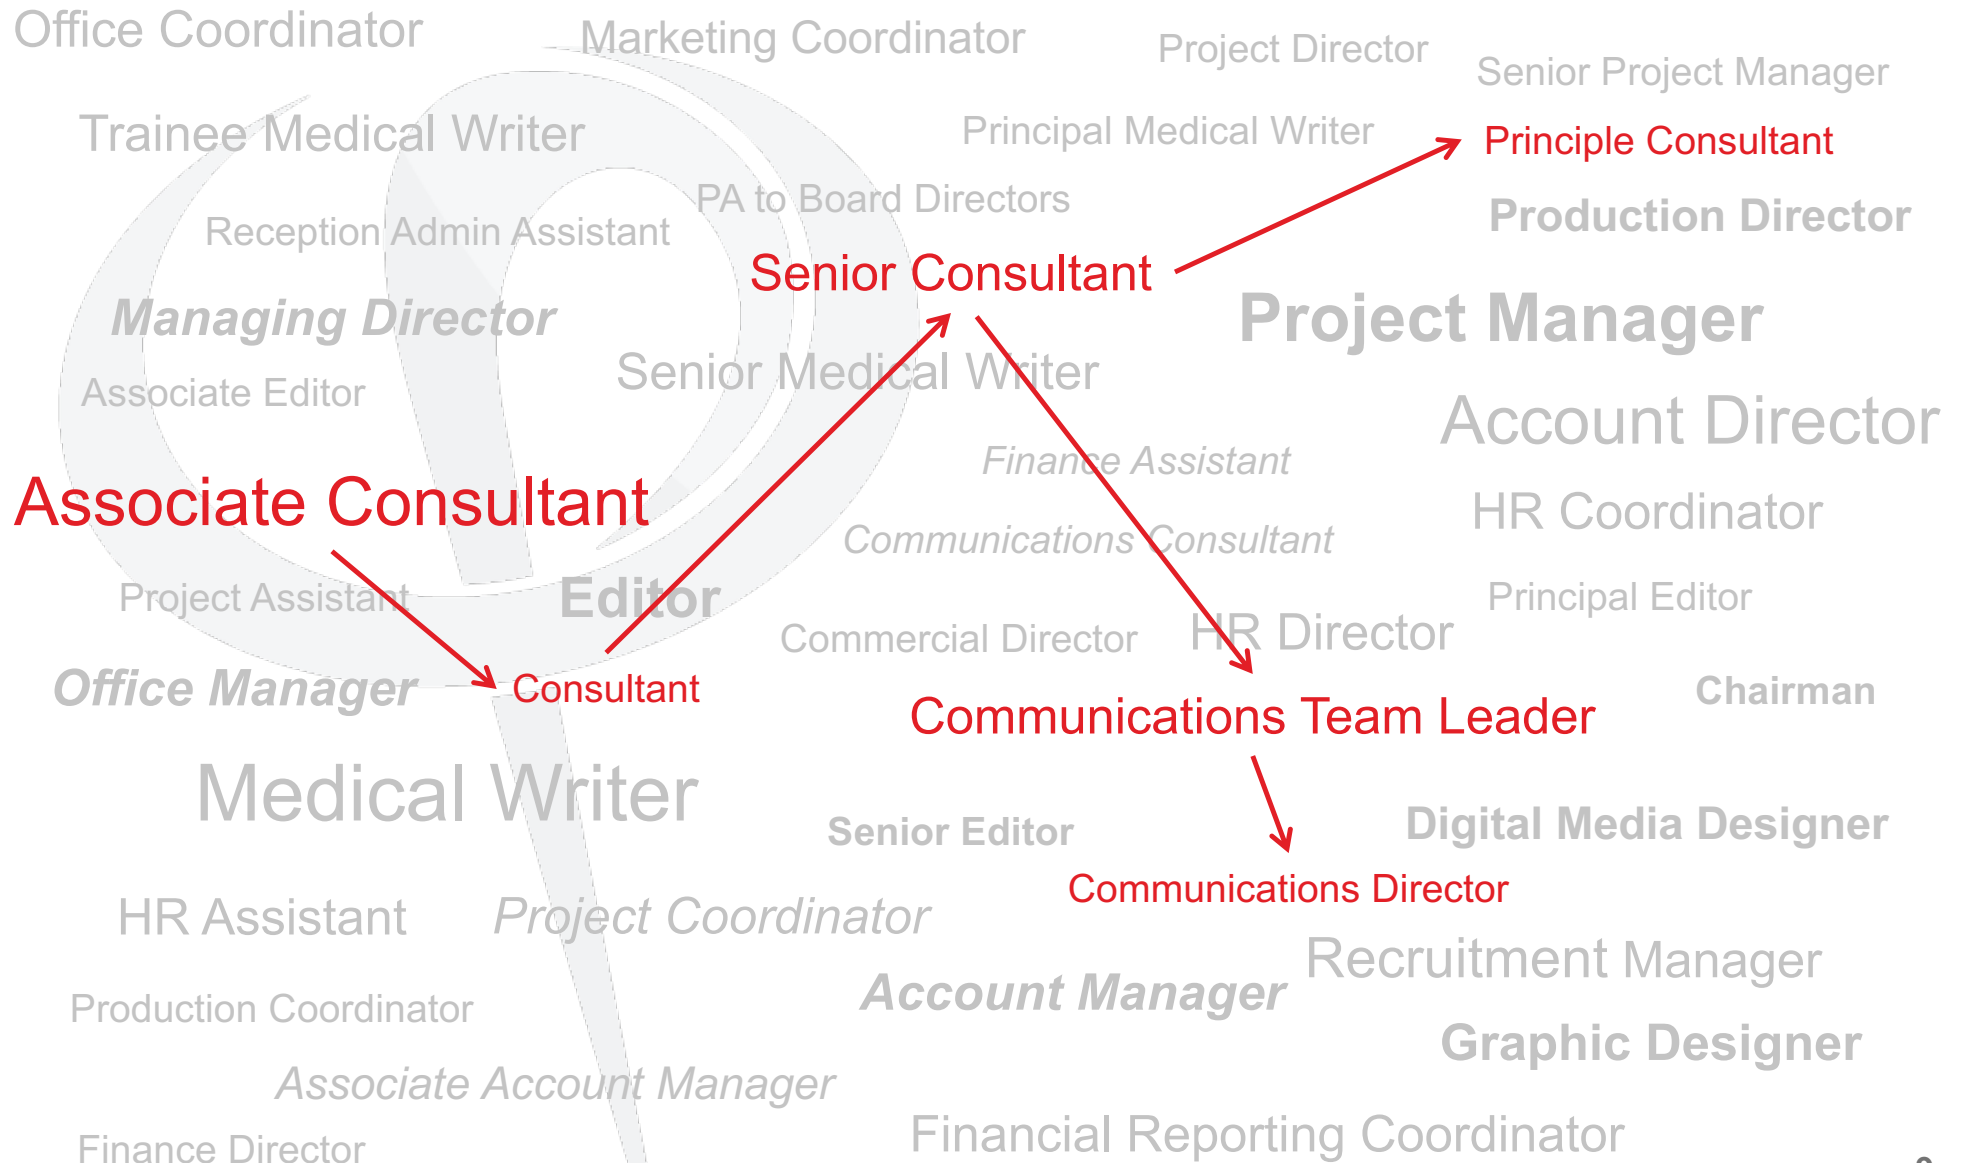 Office Coordinator
Marketing Coordinator
Project Director
Senior Project Manager
Trainee Medical Writer
Principal Medical Writer
Principle Consultant
PA to Board Directors
Production Director
Reception Admin Assistant
Senior Consultant
Managing Director
Project Manager
Senior Medical Writer
Associate Editor
Account Director
Finance Assistant
Associate Consultant
HR Coordinator
Communications Consultant
Project Assistant
Editor
Principal Editor
Commercial Director
HR Director
Office Manager
Consultant
Chairman
Communications Team Leader
Medical Writer
Senior Editor
Digital Media Designer
Communications Director
HR Assistant
Project Coordinator
Recruitment Manager
Account Manager
Production Coordinator
Graphic Designer
Associate Account Manager
Financial Reporting Coordinator
Finance Director